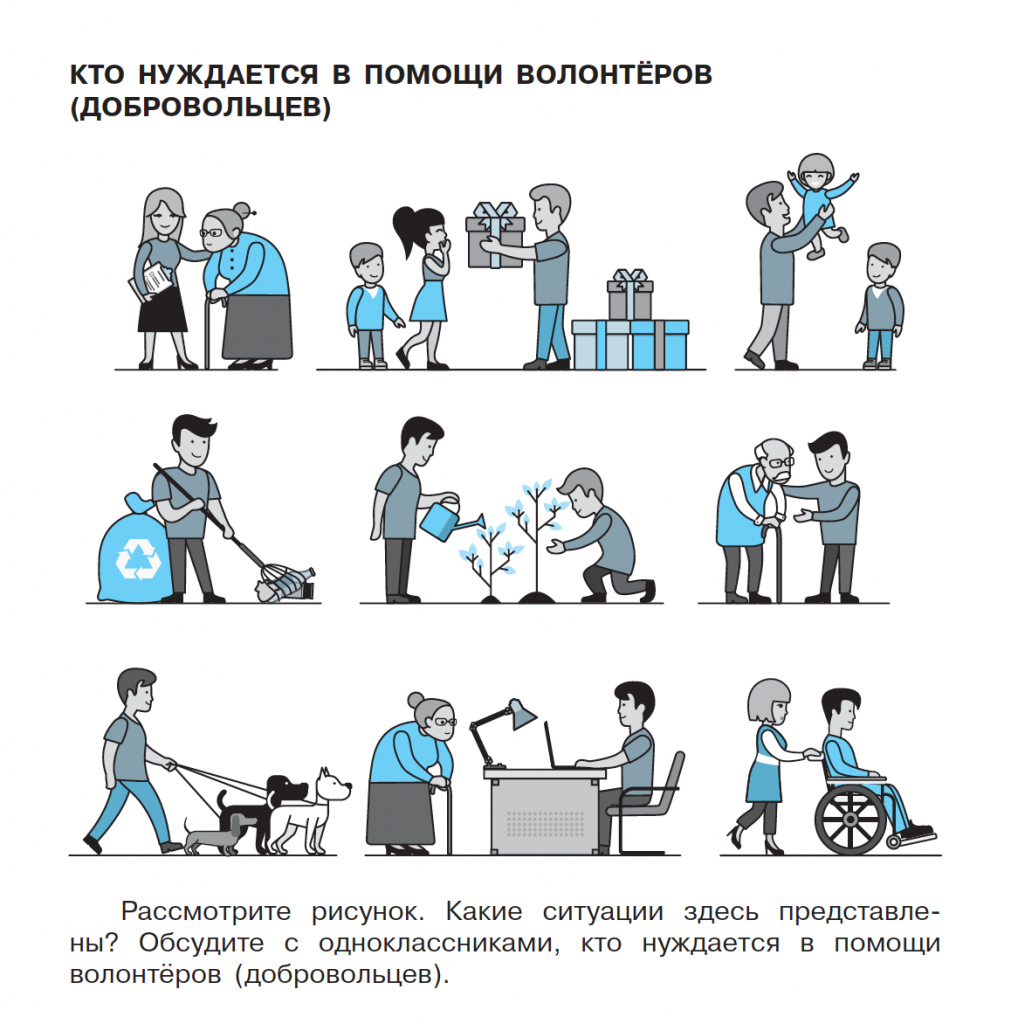 КТО НУЖДАЕТСЯ В ПОМОЩИ ВОЛОНТЁРОВ
(ДОБРОВОЛЬЦЕВ)
Рассмотрите рисунок. Какие ситуации здесь представле-
ны? Обсудите с одноклассниками, кто нуждается в помощи
волонтёров (добровольцев).